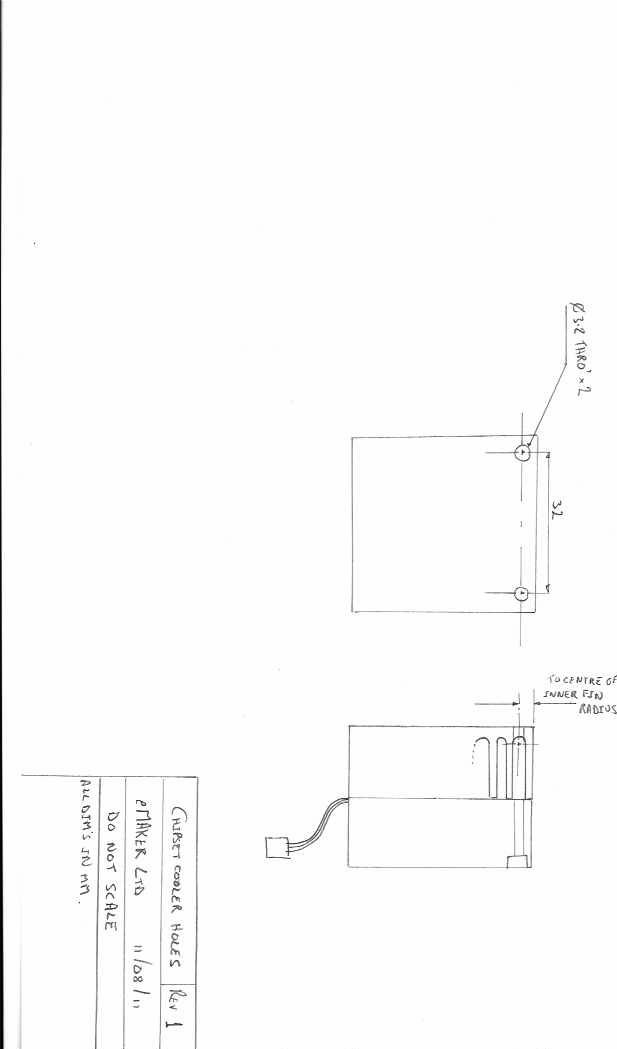 Ø3.2 THRO' x 2
32
TO CENTRE OF
INNER FIN
RADIUS
CHIPSET COOLER HOLES
REV 1
eMAKER LTD
11/08/11
DO NOT SCALE
ALL DIM'S IN MM.